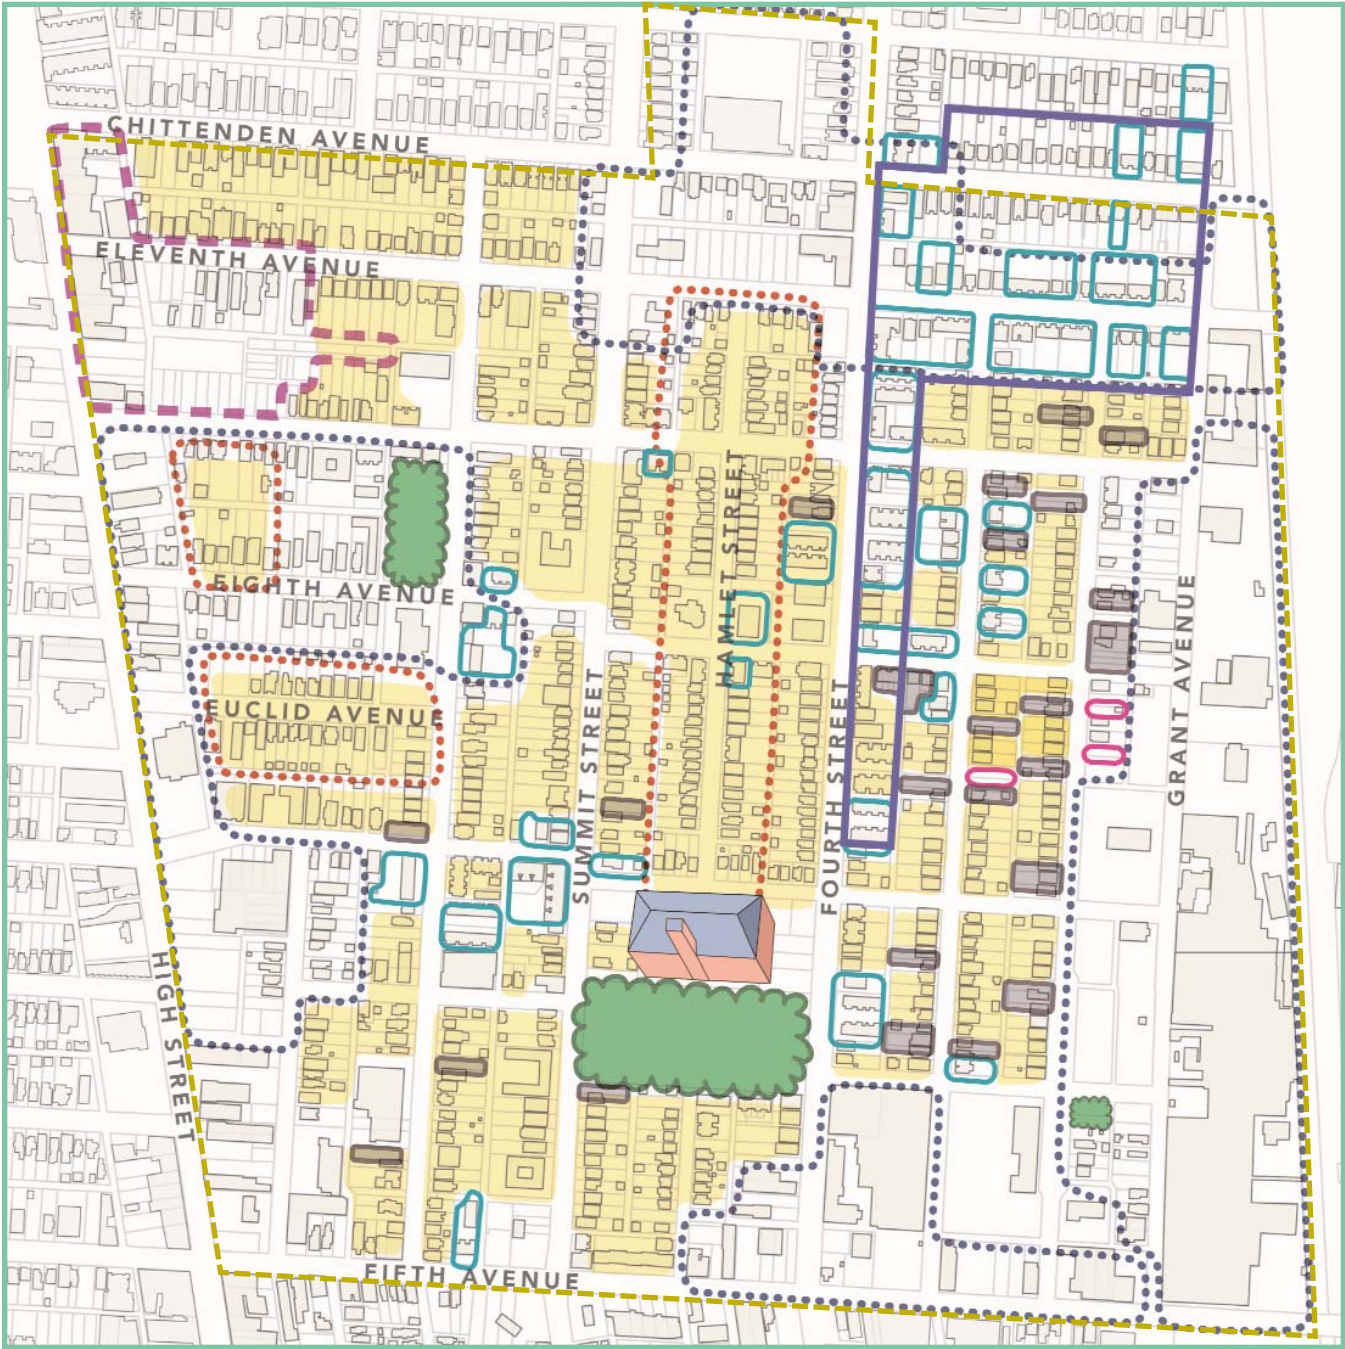 CHITTENDEN AVENUE
ELEVENTH AVENUE
HAMLET STREET
EIGHTH AVENUE
GRANT AVENUE
EUCLID AVENUE
SUMMIT STREET
FOURTH STREET
HIGH STREET
FIFTH AVENUE